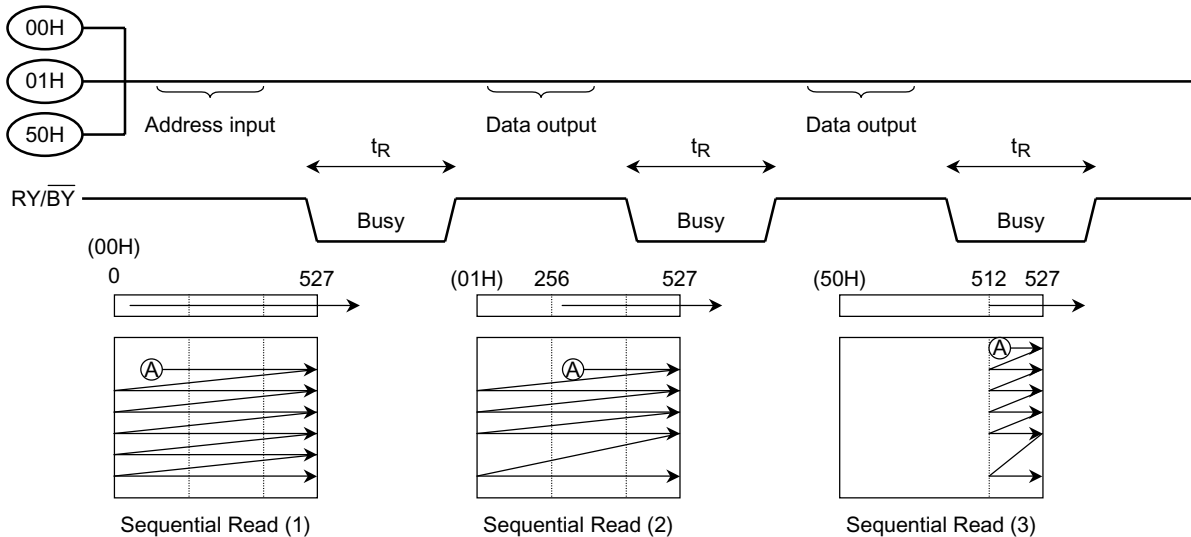 00H
01H
50H
Address input
Data output
Data output
tR
tR
tR
RY/B̅Y̅
Busy
Busy
Busy
(00H)
0
527
(01H)
256
527
(50H)
512
527
A
A
A
Sequential Read (1)
Sequential Read (2)
Sequential Read (3)